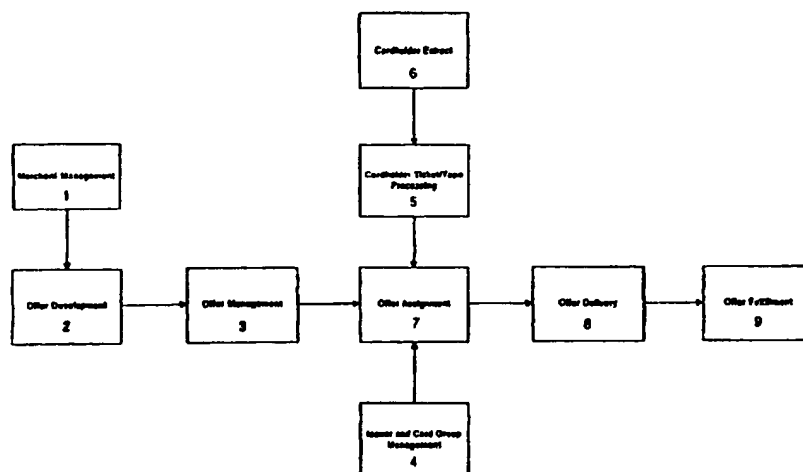 Cardholder Extract
6
Merchant Management
1
Cardholder Ticket/Tape
Processing
5
Offer Development
2
Offer Management
3
Offer Assignment
7
Offer Delivery
8
Offer Fulfillment
9
Issuer and Card Group
Management
4